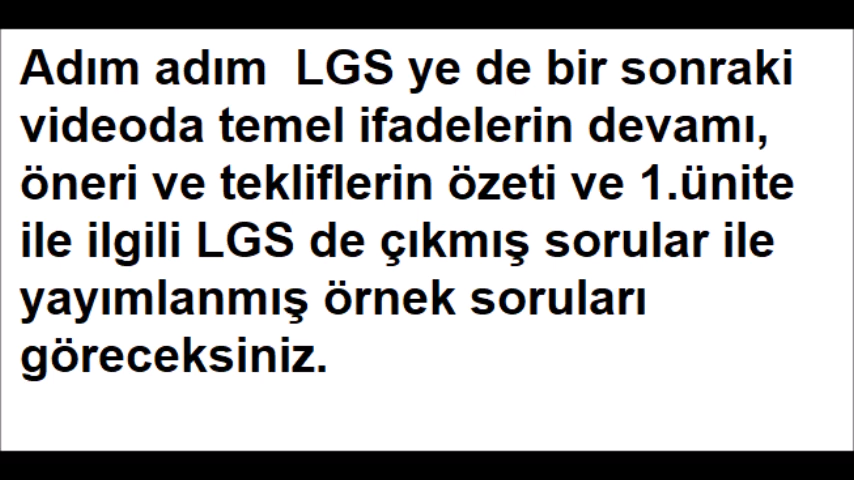 Adım adım  LGS ye de bir sonraki
videoda temel ifadelerin devamı,
öneri ve tekliflerin özeti ve 1.ünite
ile ilgili LGS de çıkmış sorular ile
yayımlanmış örnek soruları
göreceksiniz.